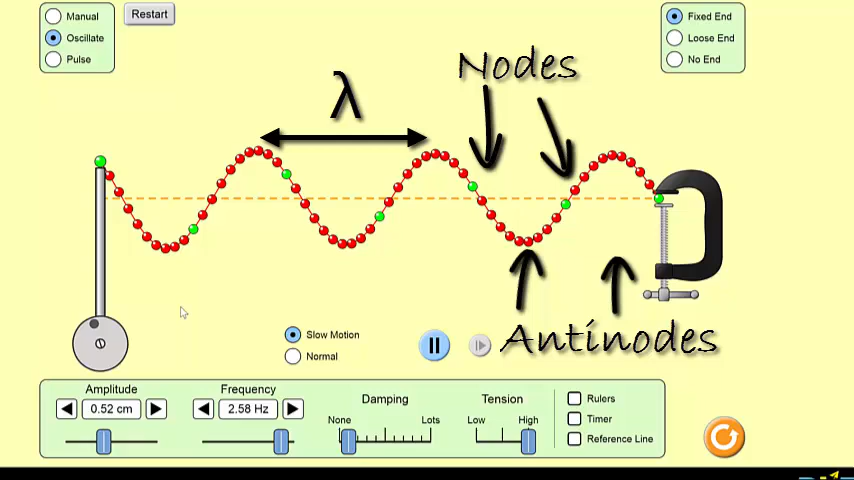 Manual
Oscillate
Pulse
Restart
Fixed End
Loose End
No End
Nodes
λ
Slow Motion
Normal
Antinodes
Amplitude
0.52 cm
Frequency
2.58 Hz
Damping
None
Lots
Tension
Low
High
Rulers
Timer
Reference Line